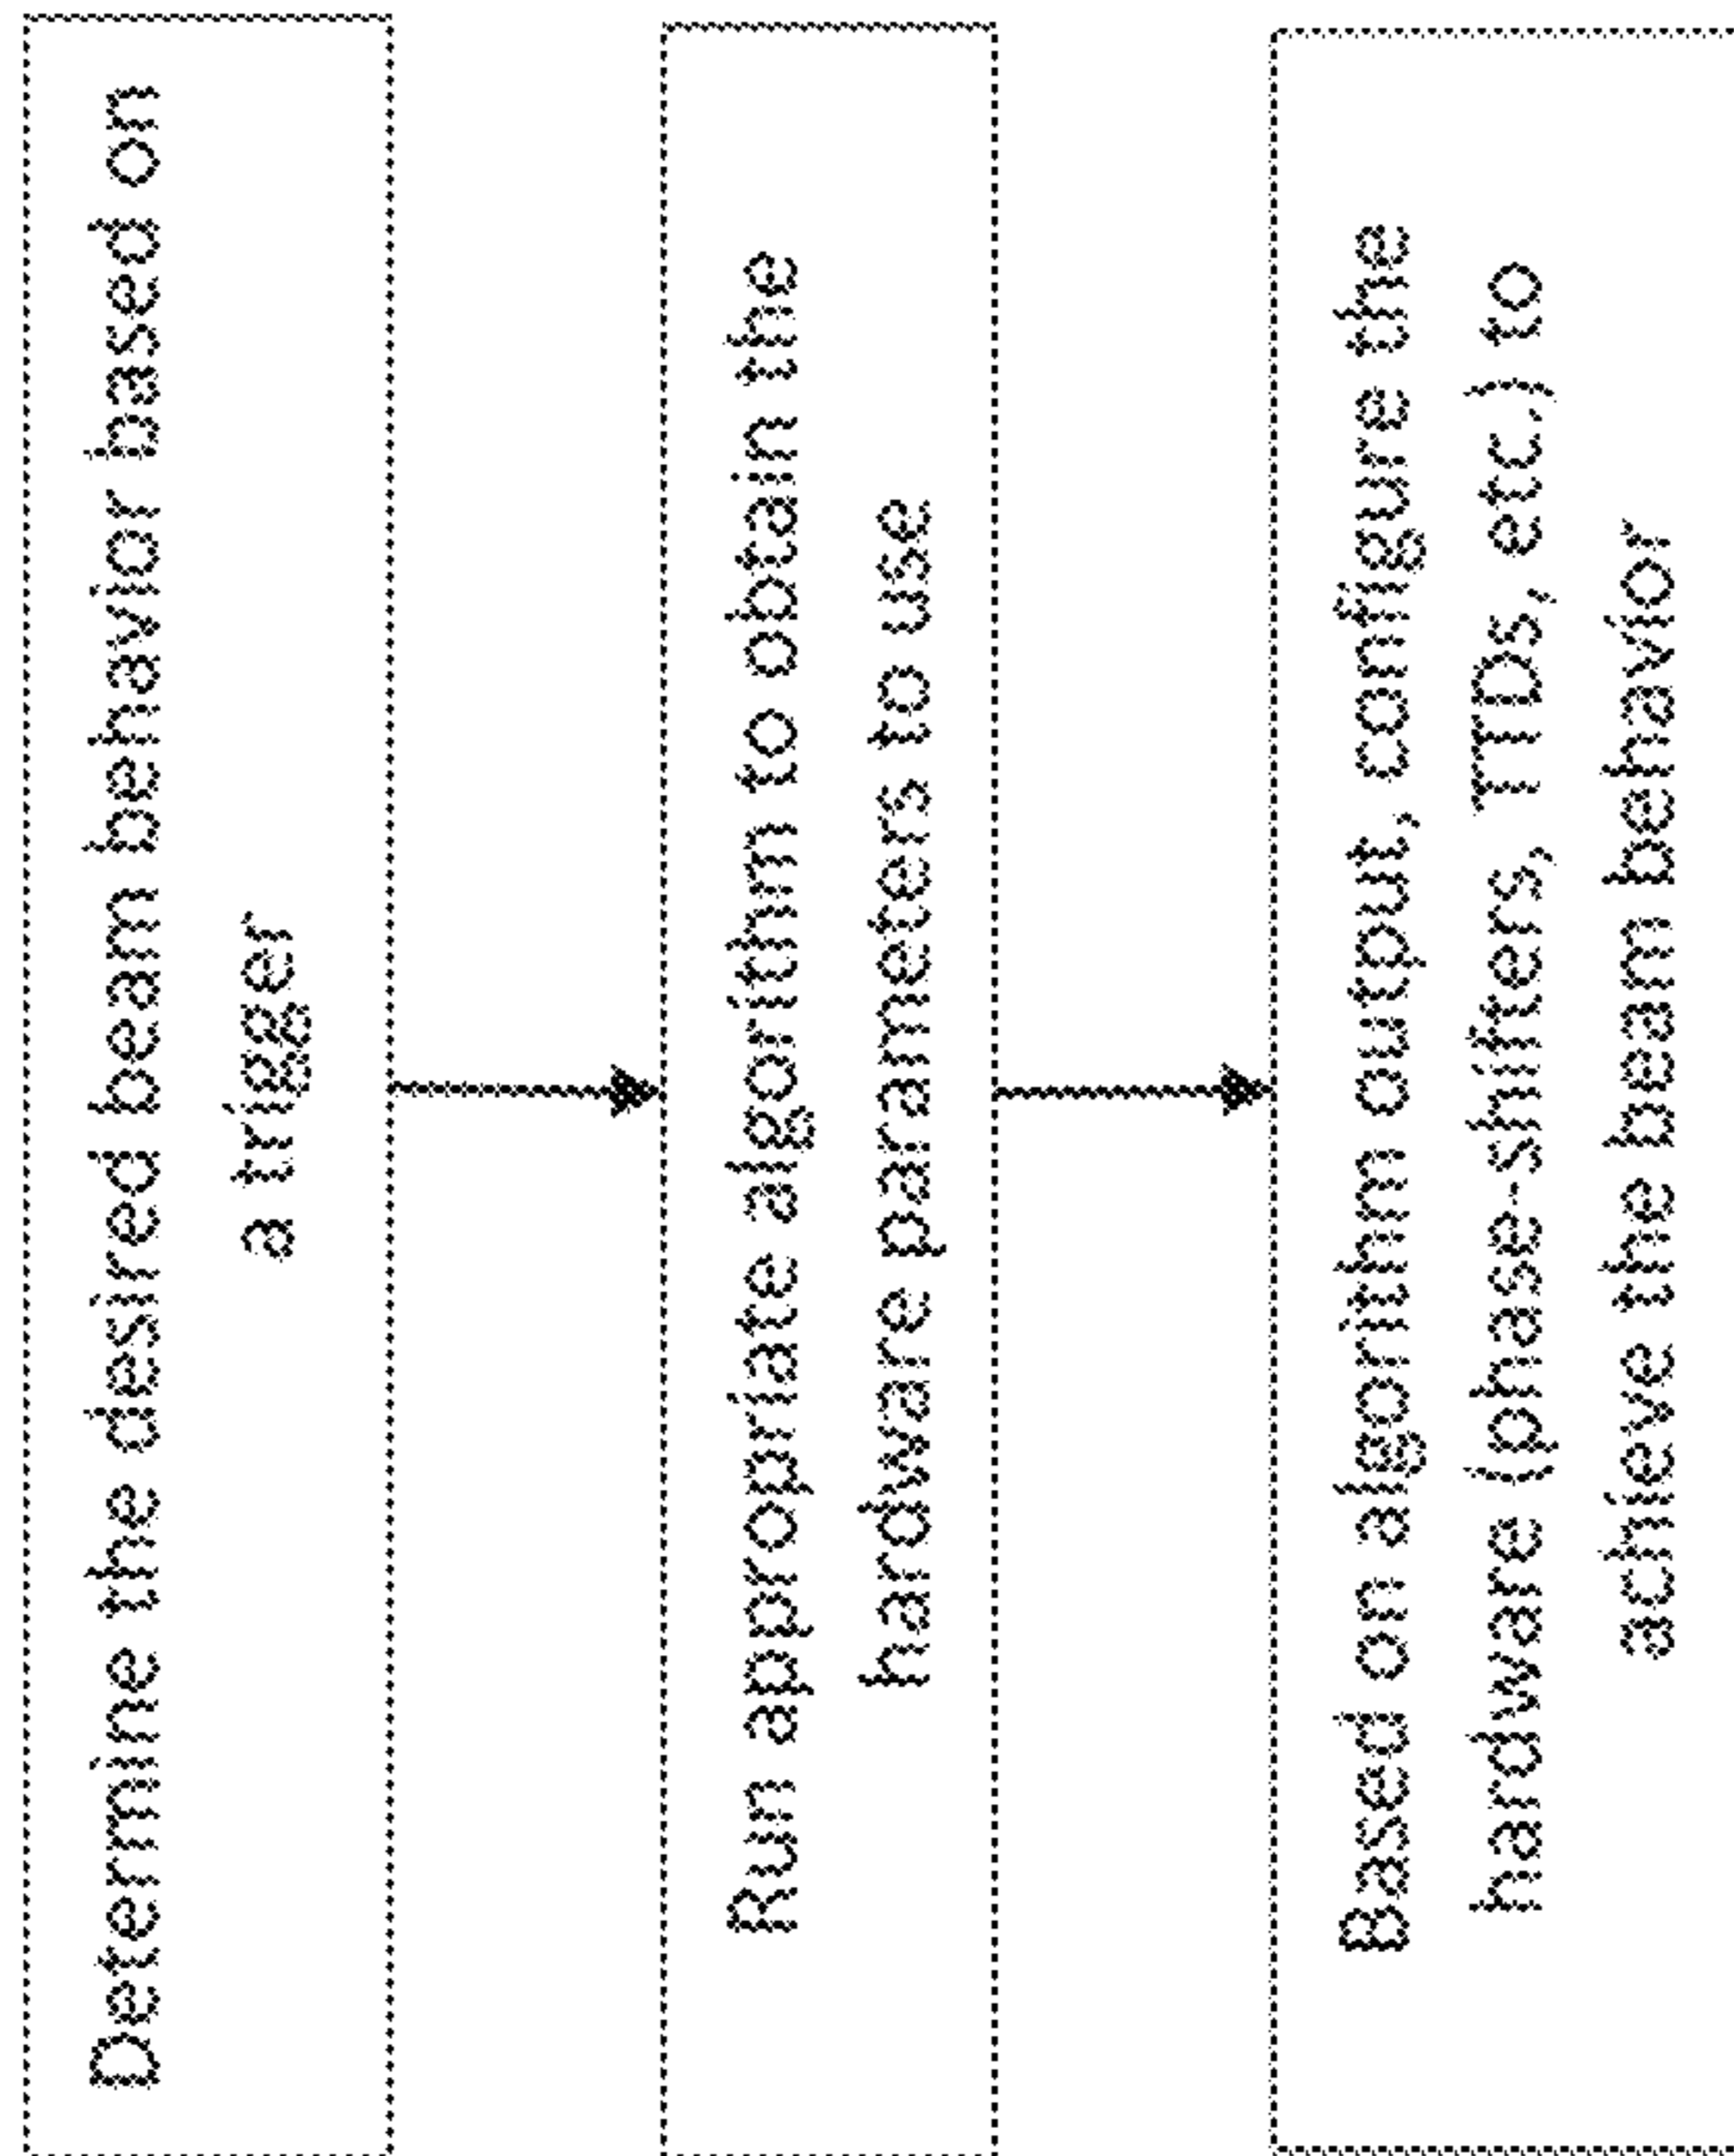 Determine the desired beam behavior based on
a trigger
Run appropriate algorithm to obtain the
hardware parameters to use
Based on algorithm output, configure the
hardware (phase-shifters, TTDs, etc.) to
achieve the beam behavior